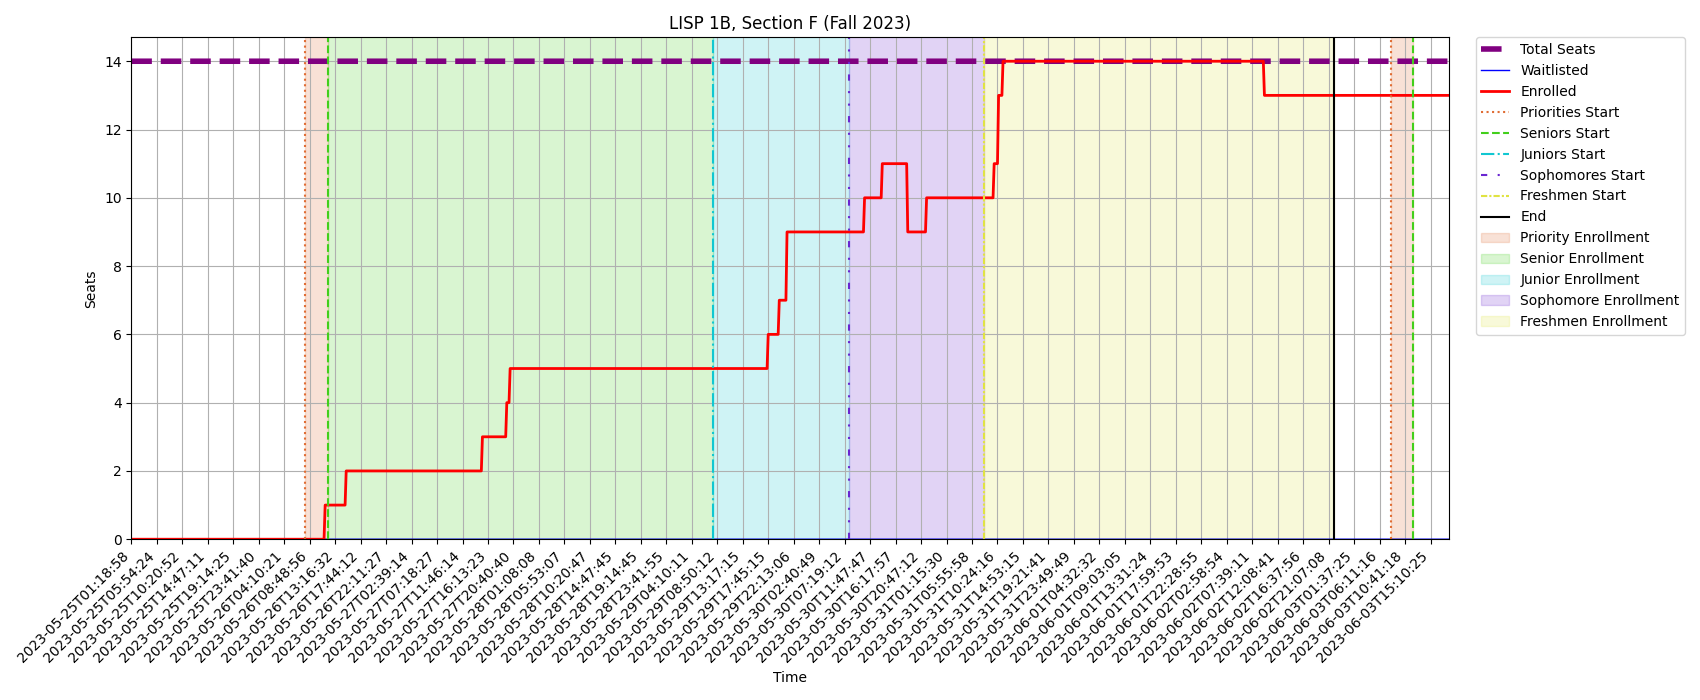 LISP 1B, Section F (Fall 2023)
Seats
14
12
10
8
6
4
2
0
2023-05-25T01:18:58
2023-05-25T05:54:24
2023-05-25T10:20:52
2023-05-25T14:47:11
2023-05-25T19:14:25
2023-05-25T23:41:40
2023-05-26T04:10:21
2023-05-26T08:48:56
2023-05-26T13:16:32
2023-05-26T17:44:12
2023-05-26T22:11:27
2023-05-27T02:39:14
2023-05-27T07:18:27
2023-05-27T11:46:14
2023-05-27T16:13:23
2023-05-27T20:40:40
2023-05-28T01:08:08
2023-05-28T05:53:07
2023-05-28T10:20:47
2023-05-28T14:47:45
2023-05-28T19:14:45
2023-05-28T23:41:55
2023-05-29T04:10:11
2023-05-29T08:50:12
2023-05-29T13:17:15
2023-05-29T17:45:15
2023-05-29T22:13:06
2023-05-30T02:40:49
2023-05-30T07:19:12
2023-05-30T11:47:47
2023-05-30T16:17:57
2023-05-30T20:47:12
2023-05-31T01:15:30
2023-05-31T05:55:58
2023-05-31T10:24:16
2023-05-31T14:53:15
2023-05-31T19:21:41
2023-05-31T23:49:49
2023-06-01T04:32:32
2023-06-01T09:03:05
2023-06-01T13:31:24
2023-06-01T17:59:53
2023-06-01T22:28:55
2023-06-02T02:58:54
2023-06-02T07:39:11
2023-06-02T12:08:41
2023-06-02T16:37:56
2023-06-02T21:07:08
2023-06-03T01:37:25
2023-06-03T06:11:16
2023-06-03T10:41:18
2023-06-03T15:10:25
Time
Total Seats
Waitlisted
Enrolled
Priorities Start
Seniors Start
Juniors Start
Sophomores Start
Freshmen Start
End
Priority Enrollment
Senior Enrollment
Junior Enrollment
Sophomore Enrollment
Freshmen Enrollment